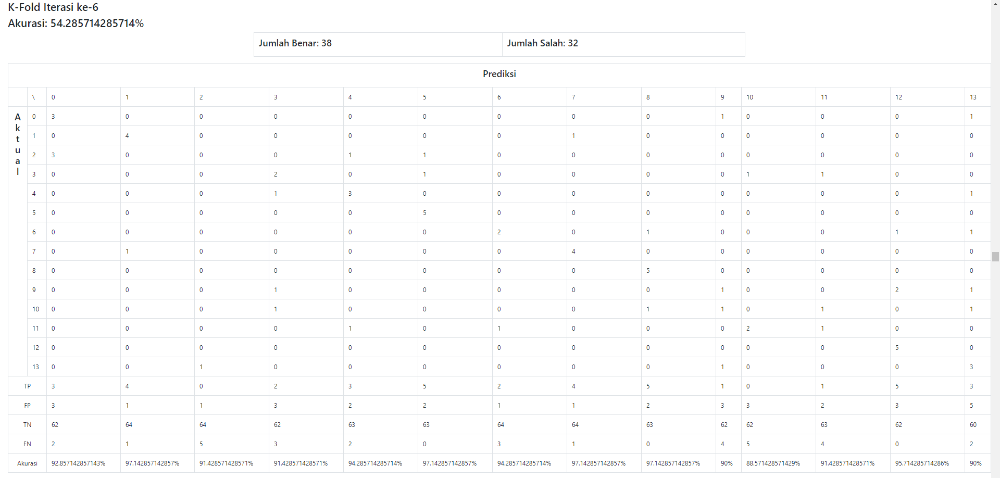 K-Fold Iterasi ke-6
Akurasi: 54.285714285714%
Jumlah Benar: 38 Jumlah Salah: 32
Prediksi
\ 0 1 2 3 4 5 6 7 8 9 10 11 12 13
Aktual
0 3 0 0 0 0 0 0 0 0 1 0 0 0 1
1 0 4 0 0 0 0 0 1 0 0 0 0 0 0
2 3 0 0 0 1 1 0 0 0 0 0 0 0 0
3 0 0 0 2 0 1 0 0 0 0 1 1 0 0
4 0 0 0 1 3 0 0 0 0 0 0 0 0 1
5 0 0 0 0 0 5 0 0 0 0 0 0 0 0
6 0 0 0 0 0 0 2 0 1 0 0 0 1 1
7 0 1 0 0 0 0 0 4 0 0 0 0 0 0
8 0 0 0 0 0 0 0 0 5 0 0 0 0 0
9 0 0 0 1 0 0 0 0 0 1 0 0 2 1
10 0 0 0 1 0 0 0 0 1 1 0 1 0 1
11 0 0 0 0 1 0 1 0 0 0 2 1 0 0
12 0 0 0 0 0 0 0 0 0 0 0 0 5 0
13 0 0 1 0 0 0 0 0 0 1 0 0 0 3
TP 3 4 0 2 3 5 2 4 5 1 0 1 5 3
FP 3 1 1 3 2 2 1 1 2 3 3 2 3 5
TN 62 64 64 62 63 63 64 64 63 62 62 63 62 60
FN 2 1 5 3 2 0 3 1 0 4 5 4 0 2
Akurasi 92.857142857143% 97.142857142857% 91.428571428571% 91.428571428571% 94.285714285714% 97.142857142857% 94.285714285714% 97.142857142857% 97.142857142857% 90% 88.571428571429% 91.428571428571% 95.714285714286% 90%